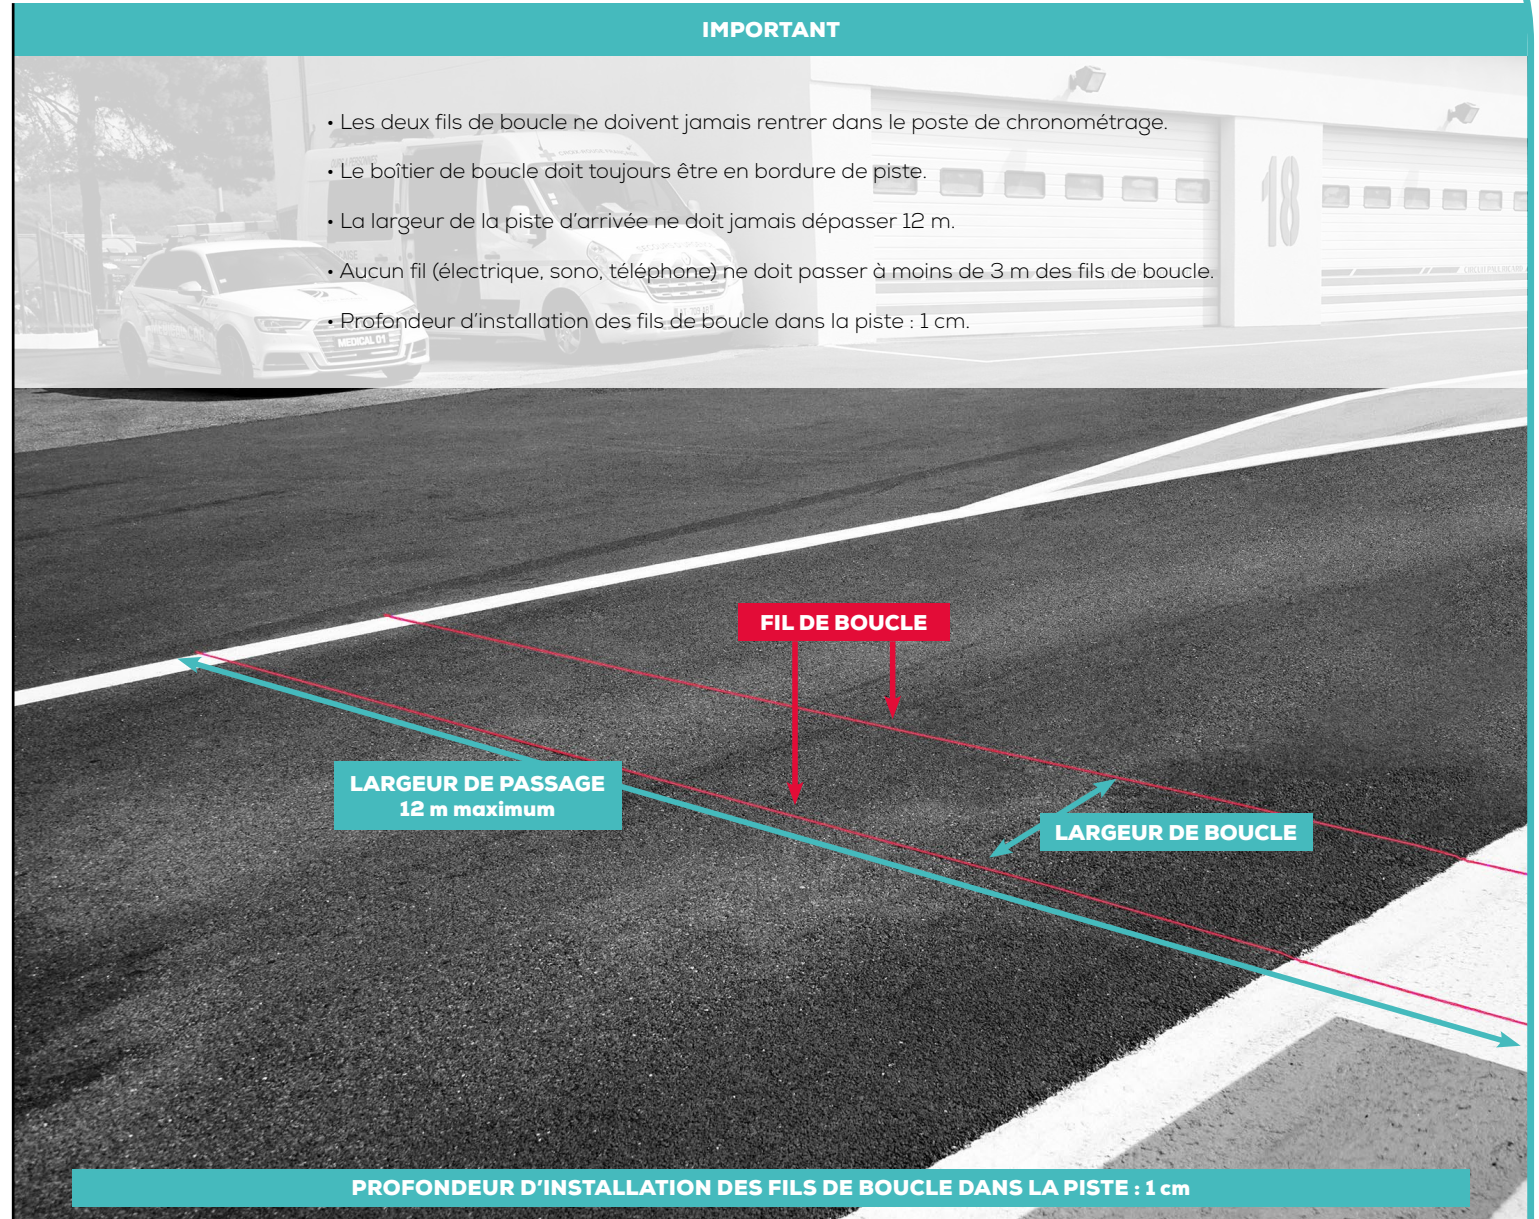 IMPORTANT
• Les deux fils de boucle ne doivent jamais rentrer dans le poste de chronométrage.
• Le boîtier de boucle doit toujours être en bordure de piste.
• La largeur de la piste d'arrivée ne doit jamais dépasser 12 m.
• Aucun fil (électrique, sono, téléphone) ne doit passer à moins de 3 m des fils de boucle.
• Profondeur d'installation des fils de boucle dans la piste : 1 cm.
18
MEDICAL 01
FIL DE BOUCLE
LARGEUR DE PASSAGE
12 m maximum
LARGEUR DE BOUCLE
PROFONDEUR D'INSTALLATION DES FILS DE BOUCLE DANS LA PISTE : 1 cm